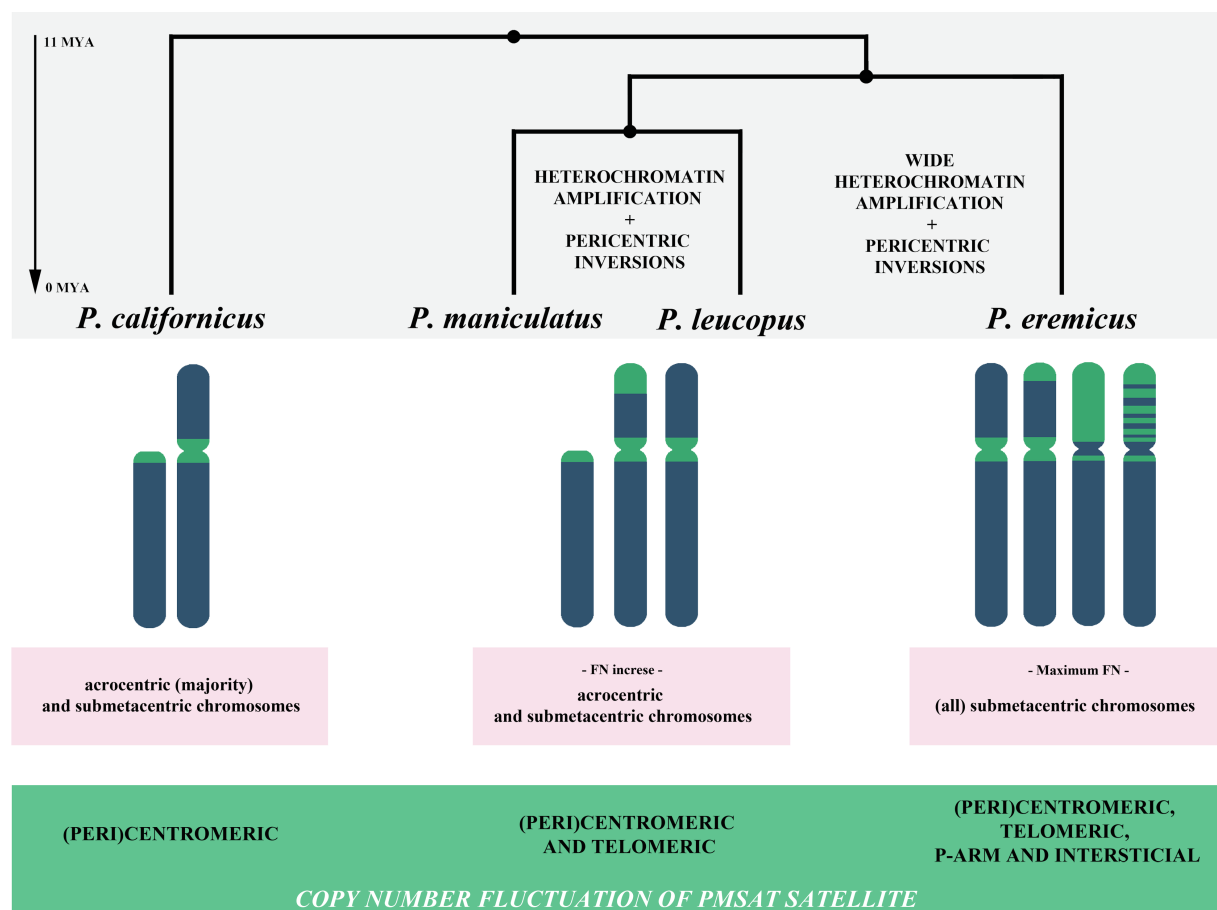 11 MYA
HETEROCHROMATIN
AMPLIFICATION
+
PERICENTRIC
INVERSIONS
WIDE
HETEROCHROMATIN
AMPLIFICATION
+
PERICENTRIC
INVERSIONS
0 MYA
P. californicus
P. maniculatus
P. leucopus
P. eremicus
acrocentric (majority)
and submetacentric chromosomes
- FN increse -
acrocentric
and submetacentric chromosomes
- Maximum FN -
(all) submetacentric chromosomes
(PERI)CENTROMERIC
(PERI)CENTROMERIC
AND TELOMERIC
(PERI)CENTROMERIC,
TELOMERIC,
P-ARM AND INTERSTICIAL
COPY NUMBER FLUCTUATION OF PMSAT SATELLITE